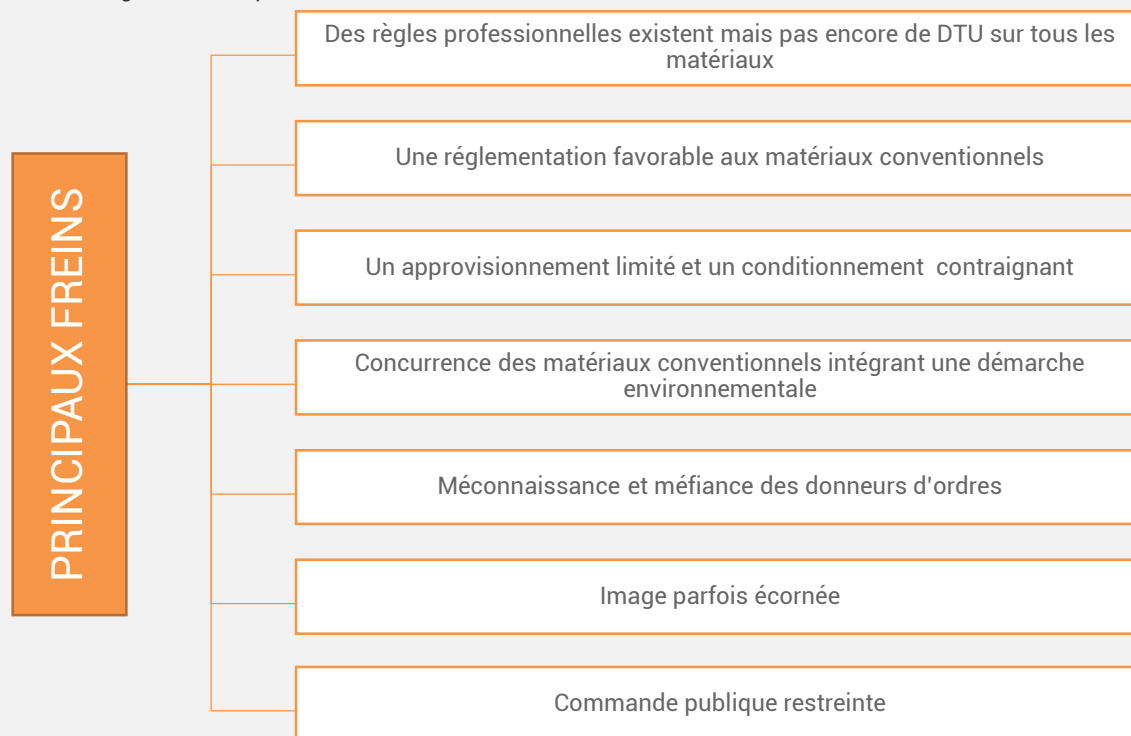 Des règles professionnelles existent mais pas encore de DTU sur tous les
matériaux
Une réglementation favorable aux matériaux conventionnels
Un approvisionnement limité et un conditionnement contraignant
PRINCIPAUX FREINS
Concurrence des matériaux conventionnels intégrant une démarche
environnementale
Méconnaissance et méfiance des donneurs d'ordres
Image parfois écornée
Commande publique restreinte